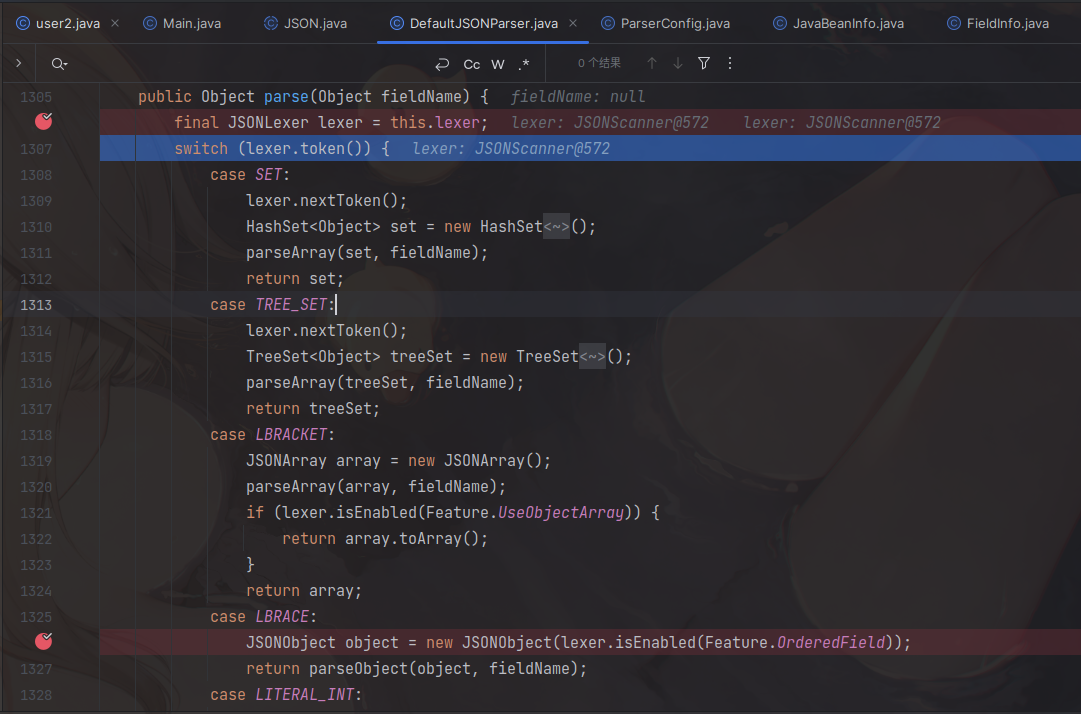 user2.java × Main.java JSON.java DefaultJSONParser.java × ParserConfig.java JavaBeanInfo.java FieldInfo.java
Cc W .* 0 个结果
1305 public Object parse(Object fieldName) { fieldName: null
final JSONLexer lexer = this.lexer; lexer: JSONScanner@572 lexer: JSONScanner@572
1307 switch (lexer.token()) { lexer: JSONScanner@572
1308 case SET:
1309 lexer.nextToken();
1310 HashSet<Object> set = new HashSet<~>();
1311 parseArray(set, fieldName);
1312 return set;
1313 case TREE_SET:
1314 lexer.nextToken();
1315 TreeSet<Object> treeSet = new TreeSet<~>();
1316 parseArray(treeSet, fieldName);
1317 return treeSet;
1318 case LBRACKET:
1319 JSONArray array = new JSONArray();
1320 parseArray(array, fieldName);
1321 if (lexer.isEnabled(Feature.UseObjectArray)) {
1322 return array.toArray();
1323 }
1324 return array;
1325 case LBRACE:
JSONObject object = new JSONObject(lexer.isEnabled(Feature.OrderedField));
1327 return parseObject(object, fieldName);
1328 case LITERAL_INT: